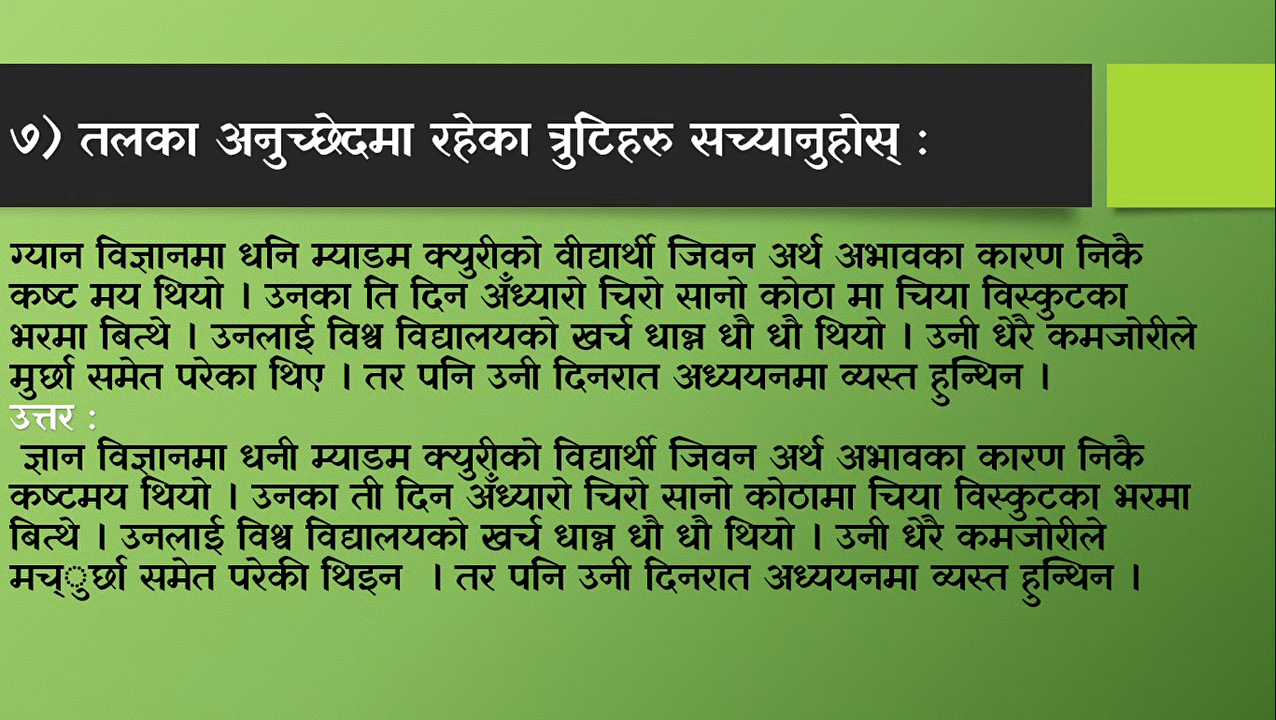 ७) तलका अनुच्छेदमा रहेका त्रुटिहरु सच्यानुहोस् :
ग्यान विज्ञानमा धनि म्याडम क्युरीको वीद्यार्थी जिवन अर्थ अभावका कारण निकै
कष्ट मय थियो । उनका ति दिन अँध्यारो चिरो सानो कोठा मा चिया विस्कुटका
भरमा बित्थे । उनलाई विश्व विद्यालयको खर्च धान्न धौ धौ थियो । उनी धेरै कमजोरीले
मुर्छा समेत परेका थिए । तर पनि उनी दिनरात अध्ययनमा व्यस्त हुन्थिन ।
उत्तर :
ज्ञान विज्ञानमा धनी म्याडम क्युरीको विद्यार्थी जिवन अर्थ अभावका कारण निकै
कष्टमय थियो । उनका ती दिन अँध्यारो चिरो सानो कोठामा चिया विस्कुटका भरमा
बित्थे । उनलाई विश्व विद्यालयको खर्च धान्न धौ धौ थियो । उनी धेरै कमजोरीले
मच्‌ुर्छा समेत परेकी थिइन । तर पनि उनी दिनरात अध्ययनमा व्यस्त हुन्थिन ।